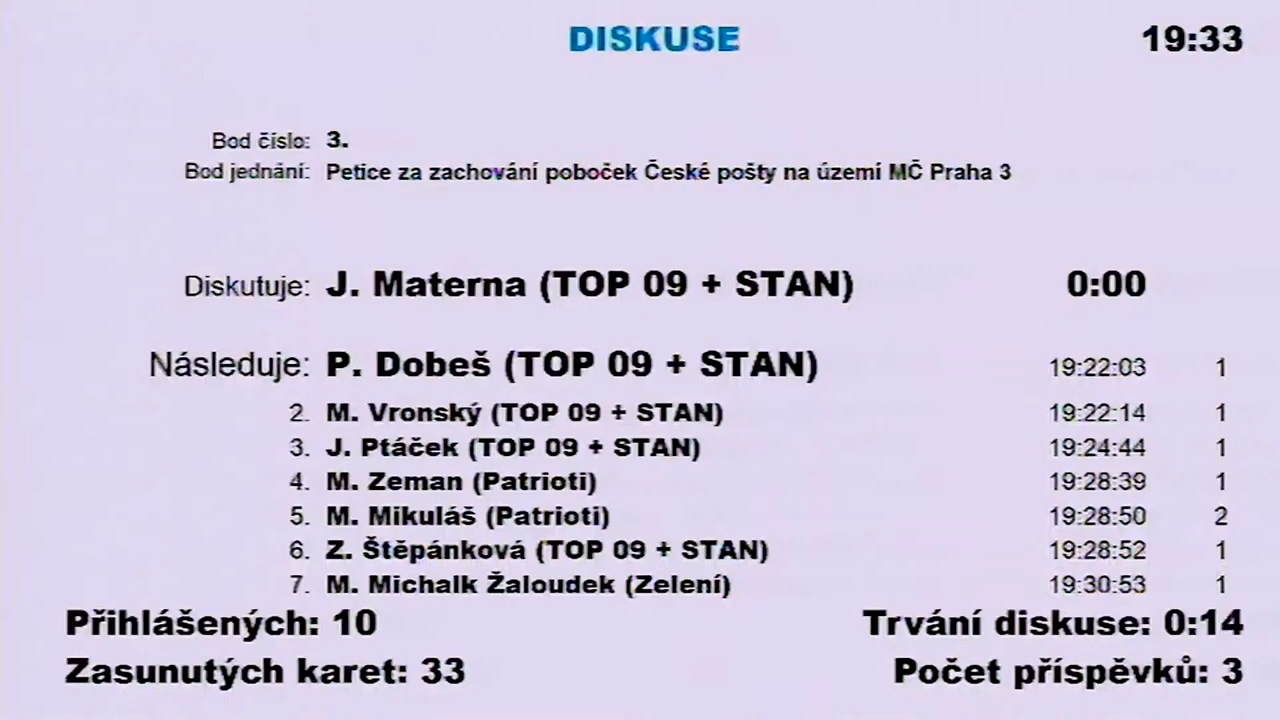 DISKUSE 19:33
Bod číslo: 3.
Bod jednání: Petice za zachování poboček České pošty na území MČ Praha 3
Diskutuje: J. Materna (TOP 09 + STAN) 0:00
Následuje: P. Dobeš (TOP 09 + STAN) 19:22:03 1
2. M. Vronský (TOP 09 + STAN) 19:22:14 1
3. J. Ptáček (TOP 09 + STAN) 19:24:44 1
4. M. Zeman (Patrioti) 19:28:39 1
5. M. Mikuláš (Patrioti) 19:28:50 2
6. Z. Štěpánková (TOP 09 + STAN) 19:28:52 1
7. M. Michalk Žaloudek (Zelení) 19:30:53 1
Přihlášených: 10 Trvání diskuse: 0:14
Zasunutých karet: 33 Počet příspěvků: 3